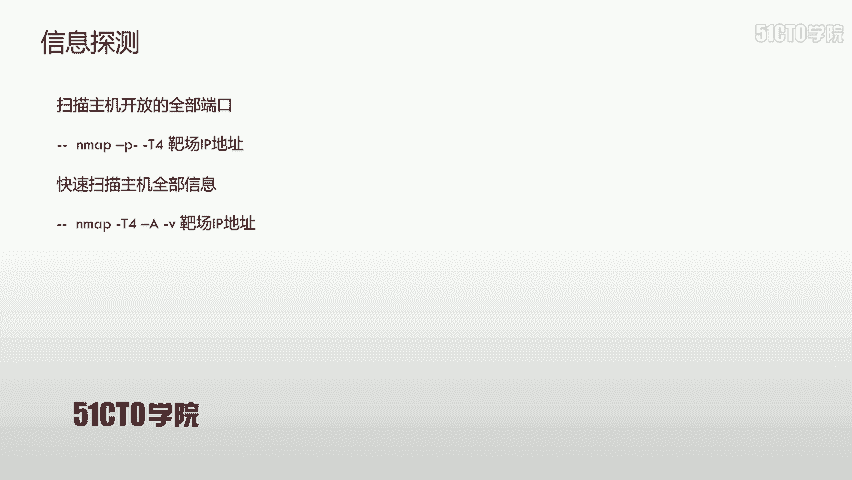 信息探测
51CTO学院
扫描主机开放的全部端口
-- nmap –p- -T4 靶场IP地址
快速扫描主机全部信息
-- nmap -T4 –A -v 靶场IP地址
51CTO学院